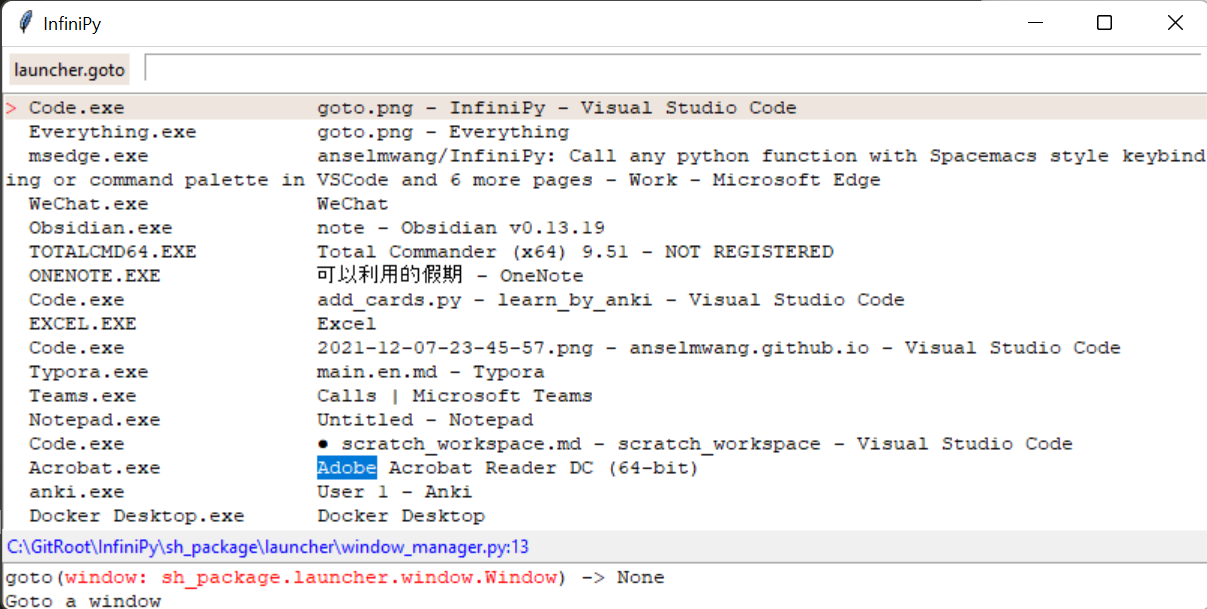 InfiniPy
launcher.goto
> Code.exe goto.png - InfiniPy - Visual Studio Code
Everything.exe goto.png - Everything
msedge.exe anselmwang/InfiniPy: Call any python function with Spacemacs style keybind
ing or command palette in VSCode and 6 more pages - Work - Microsoft Edge
WeChat.exe WeChat
Obsidian.exe note - Obsidian v0.13.19
TOTALCMD64.EXE Total Commander (x64) 9.51 - NOT REGISTERED
ONENOTE.EXE 可以利用的假期 - OneNote
Code.exe add_cards.py - learn_by_anki - Visual Studio Code
EXCEL.EXE Excel
Code.exe 2021-12-07-23-45-57.png - anselmwang.github.io - Visual Studio Code
Typora.exe main.en.md - Typora
Teams.exe Calls | Microsoft Teams
Notepad.exe Untitled - Notepad
Code.exe ● scratch_workspace.md - scratch_workspace - Visual Studio Code
Acrobat.exe Adobe Acrobat Reader DC (64-bit)
anki.exe User 1 - Anki
Docker Desktop.exe Docker Desktop
C:\GitRoot\InfiniPy\sh_package\launcher\window_manager.py:13
goto(window: sh_package.launcher.window.Window) -> None
Goto a window